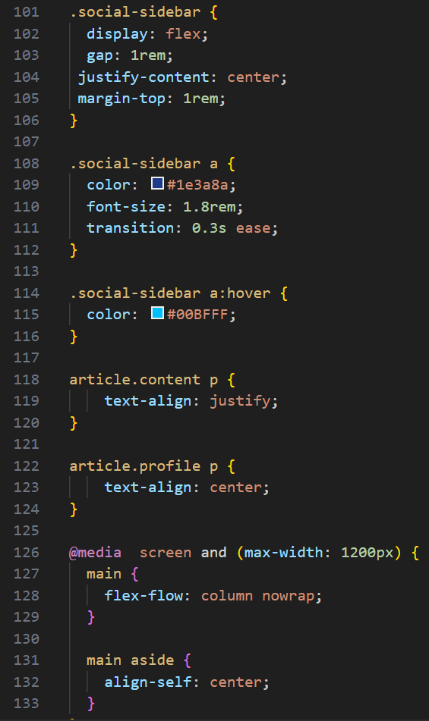 101 .social-sidebar {
102   display: flex;
103   gap: 1rem;
104  justify-content: center;
105  margin-top: 1rem;
106 }
107
108 .social-sidebar a {
109   color: #1e3a8a;
110   font-size: 1.8rem;
111   transition: 0.3s ease;
112 }
113
114 .social-sidebar a:hover {
115   color: #00BFFF;
116 }
117
118 article.content p {
119     text-align: justify;
120 }
121
122 article.profile p {
123     text-align: center;
124 }
125
126 @media  screen and (max-width: 1200px) {
127   main {
128     flex-flow: column nowrap;
129   }
130
131   main aside {
132     align-self: center;
133   }